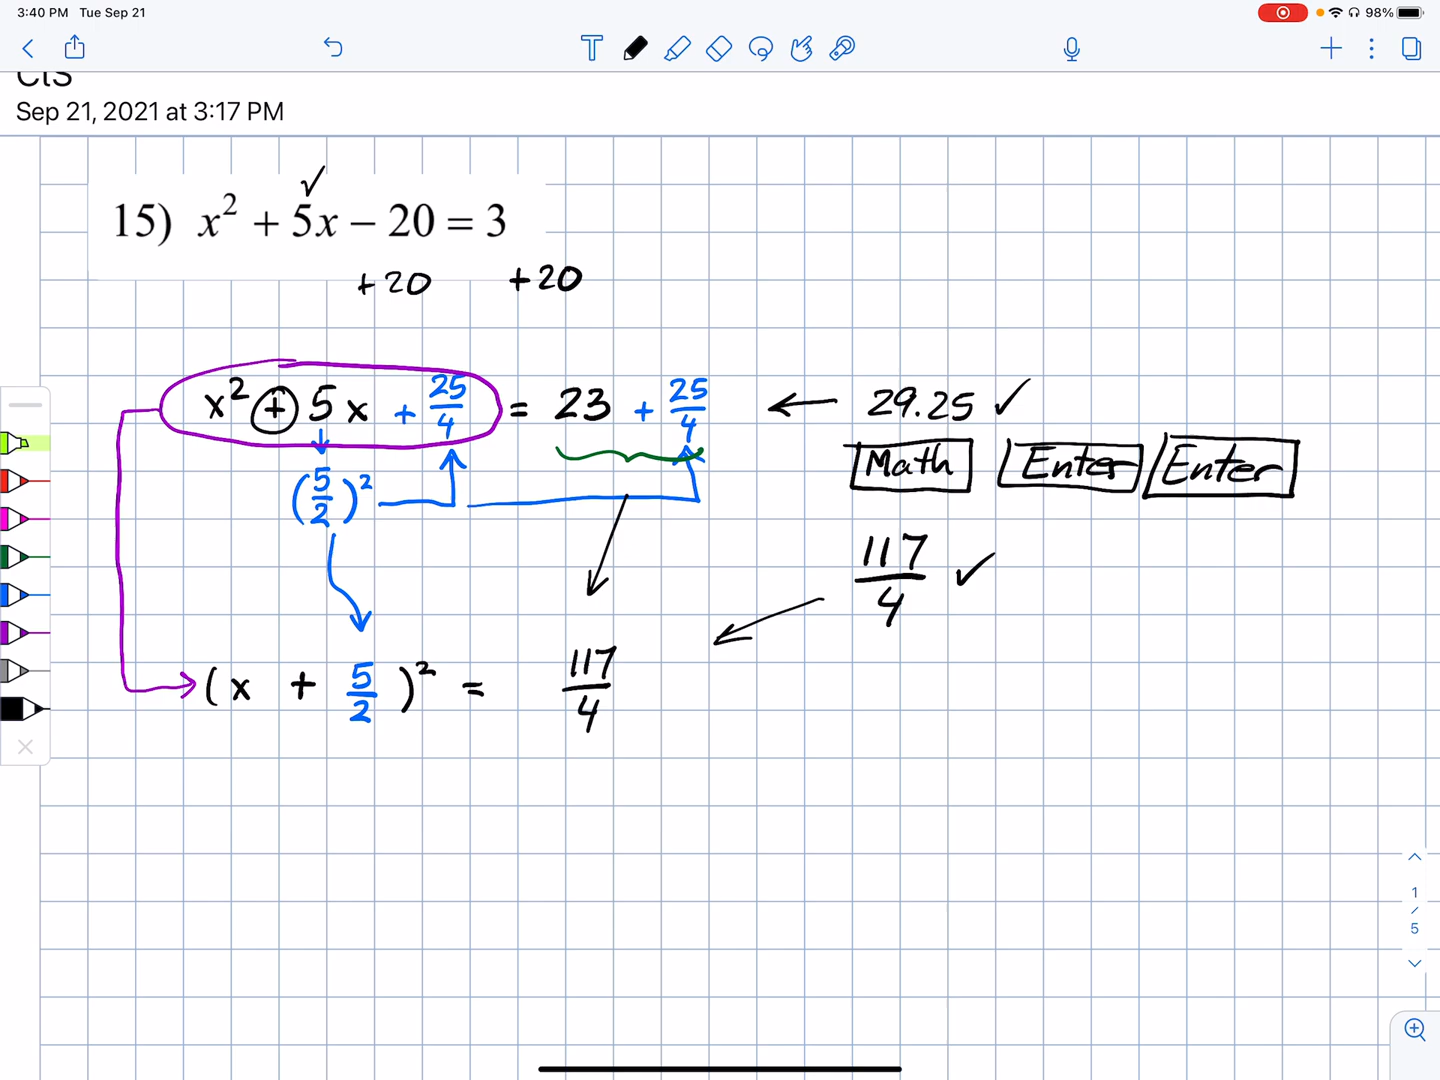 3:40 PM Tue Sep 21 98%
CtS
Sep 21, 2021 at 3:17 PM
✓
15) x² + 5x − 20 = 3
+20 +20
x² + 5x + 25/4 = 23 + 25/4 ← 29.25 ✓
Math Enter Enter
(5/2)²
117/4 ✓
(x + 5/2)² = 117/4
1
/
5